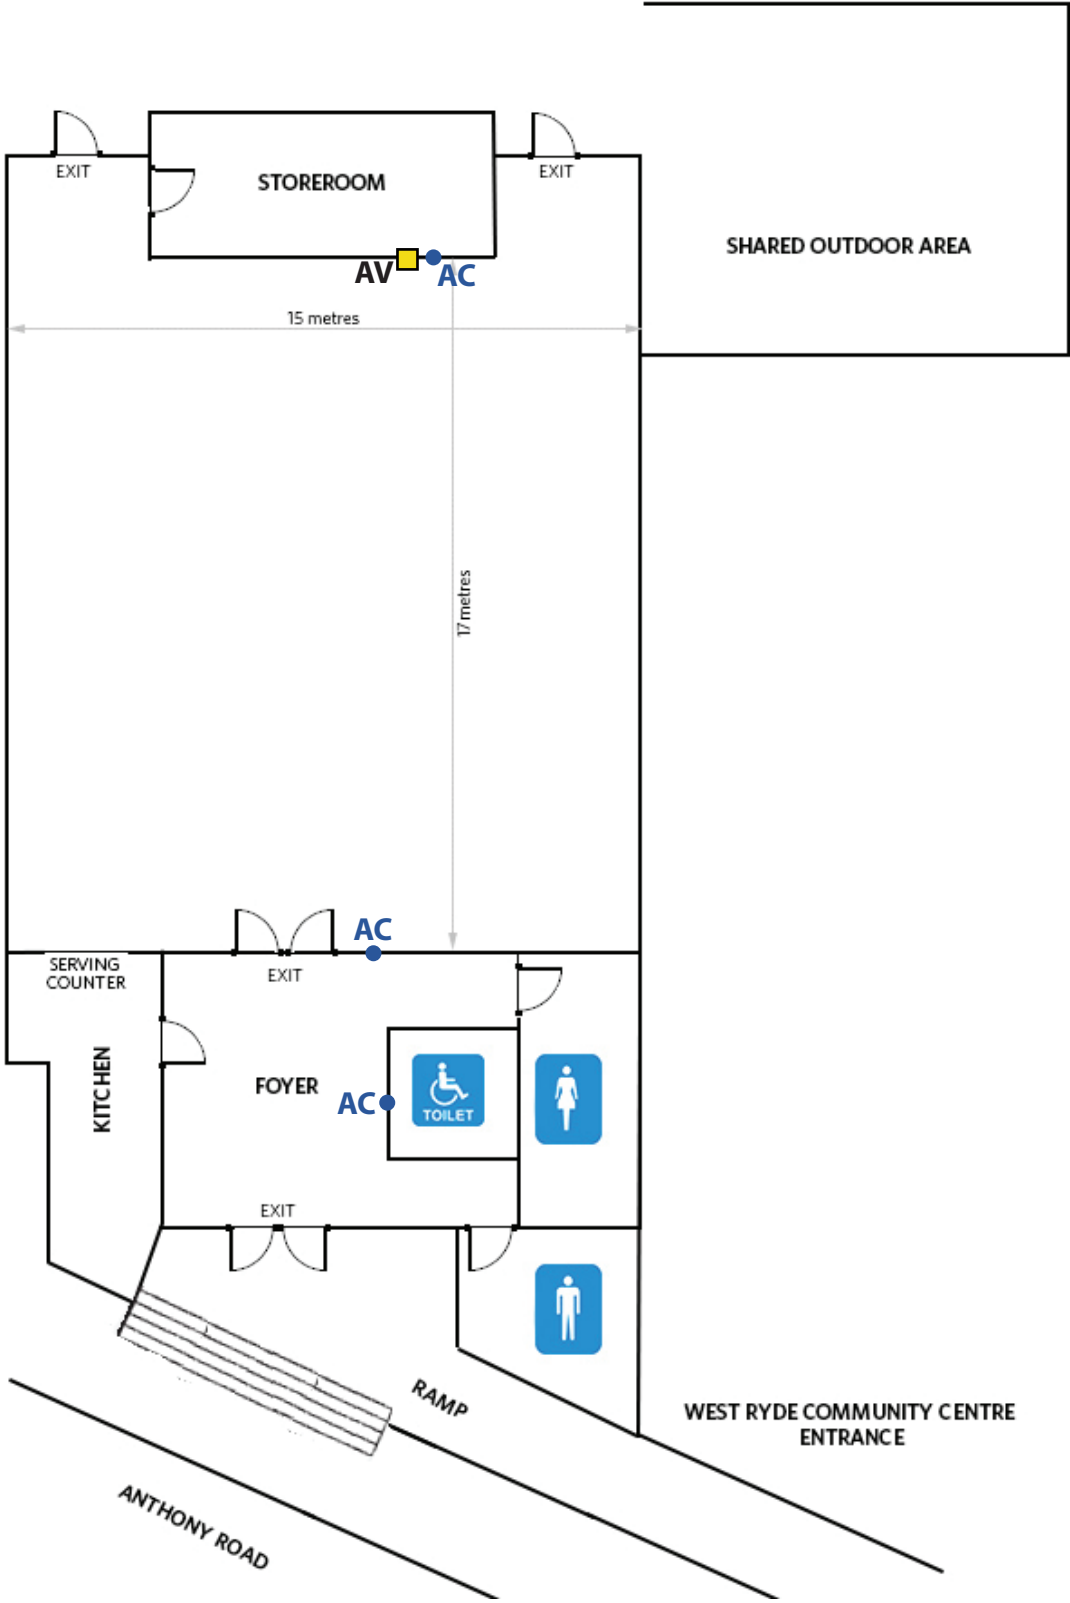 EXIT
STOREROOM
EXIT
SHARED OUTDOOR AREA
AV
AC
15 metres
17 metres
AC
SERVING
COUNTER
EXIT
KITCHEN
FOYER
AC
TOILET
EXIT
RAMP
WEST RYDE COMMUNITY CENTRE
ENTRANCE
ANTHONY ROAD